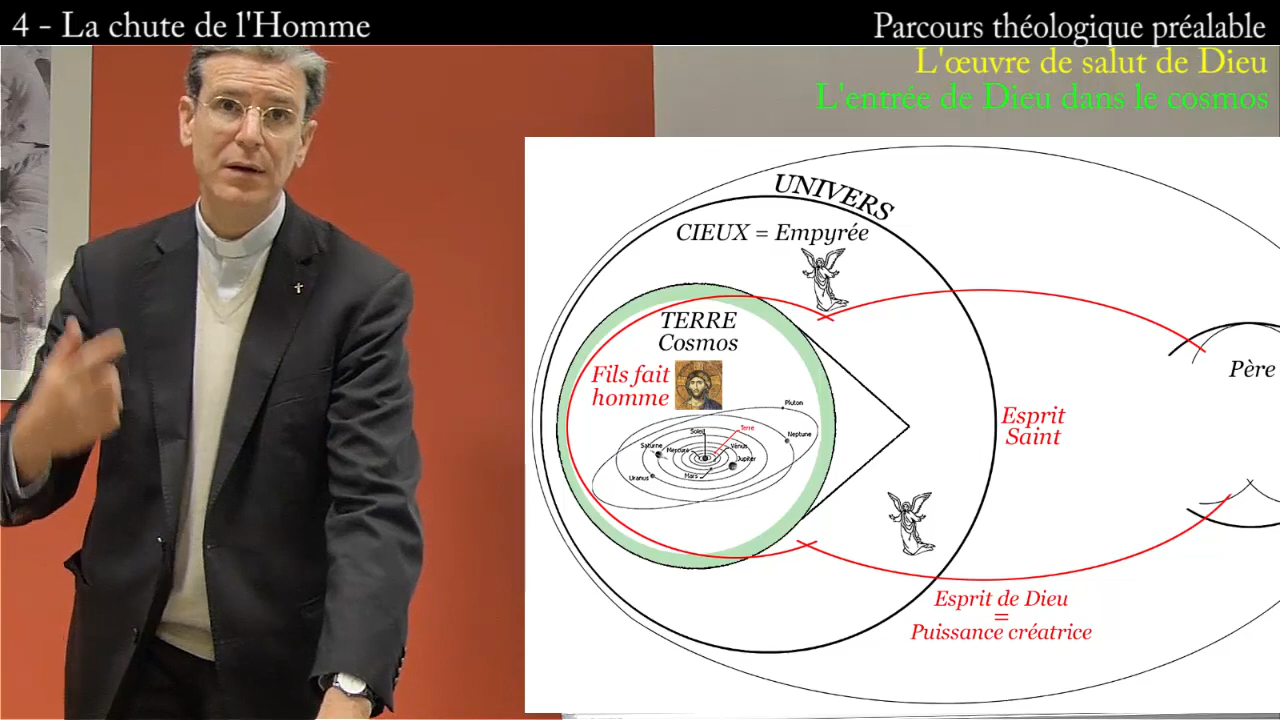 4 - La chute de l'Homme
Parcours théologique préalable
L'œuvre de salut de Dieu
L'entrée de Dieu dans le cosmos
UNIVERS
CIEUX = Empyrée
TERRE
Cosmos
Fils fait
homme
Pluton
Soleil
Terre
Neptune
Saturne
Mercure
Vénus
Jupiter
Uranus
Mars
Père
Esprit
Saint
Esprit de Dieu
=
Puissance créatrice